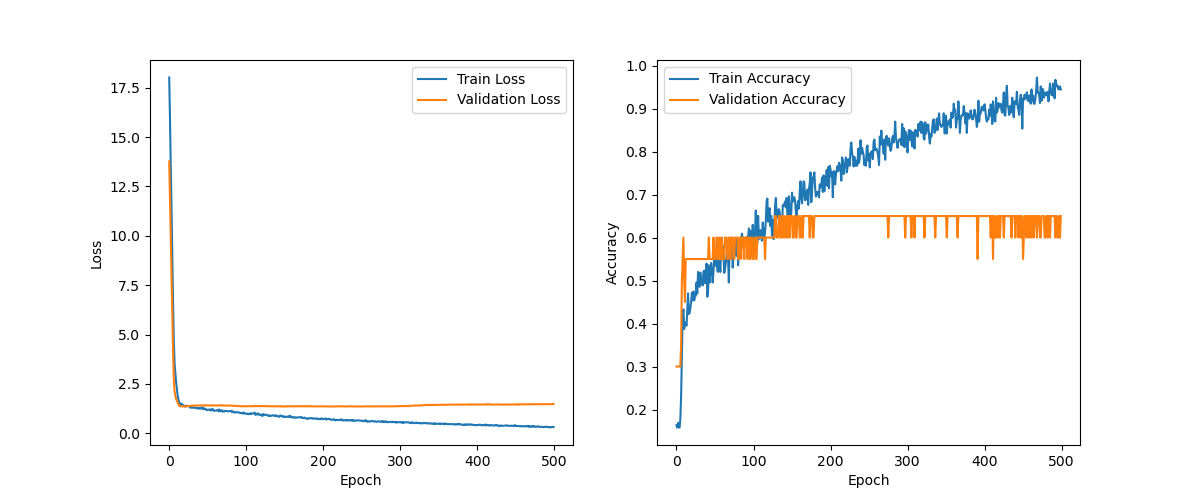 17.5
15.0
12.5
10.0
7.5
5.0
2.5
0.0
Loss
0 100 200 300 400 500
Epoch
Train Loss
Validation Loss
1.0
0.9
0.8
0.7
0.6
0.5
0.4
0.3
0.2
Accuracy
0 100 200 300 400 500
Epoch
Train Accuracy
Validation Accuracy